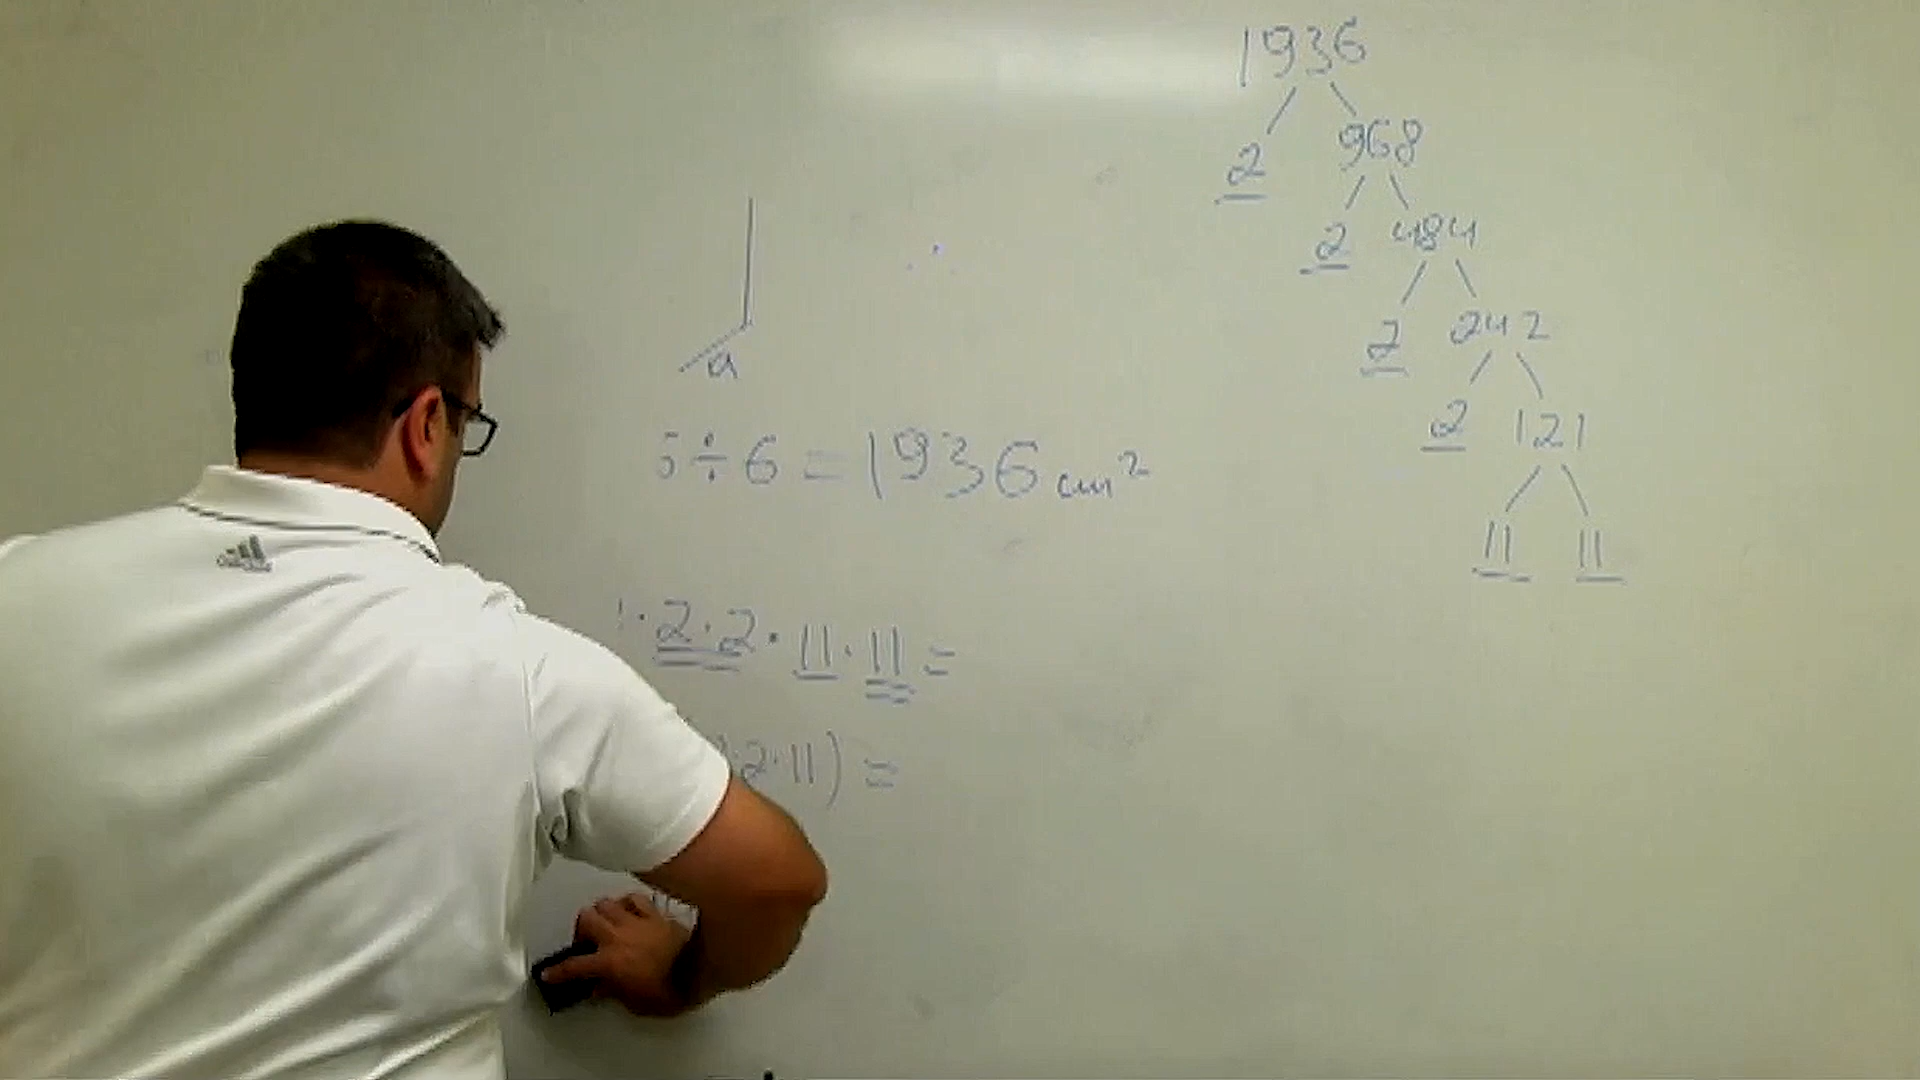 1936
2 968
2 484
2 242
2 121
11 11
a
÷ 6 = 1936 cm²
· 2 · 2 · 11 · 11 =
· 2 · 11) =